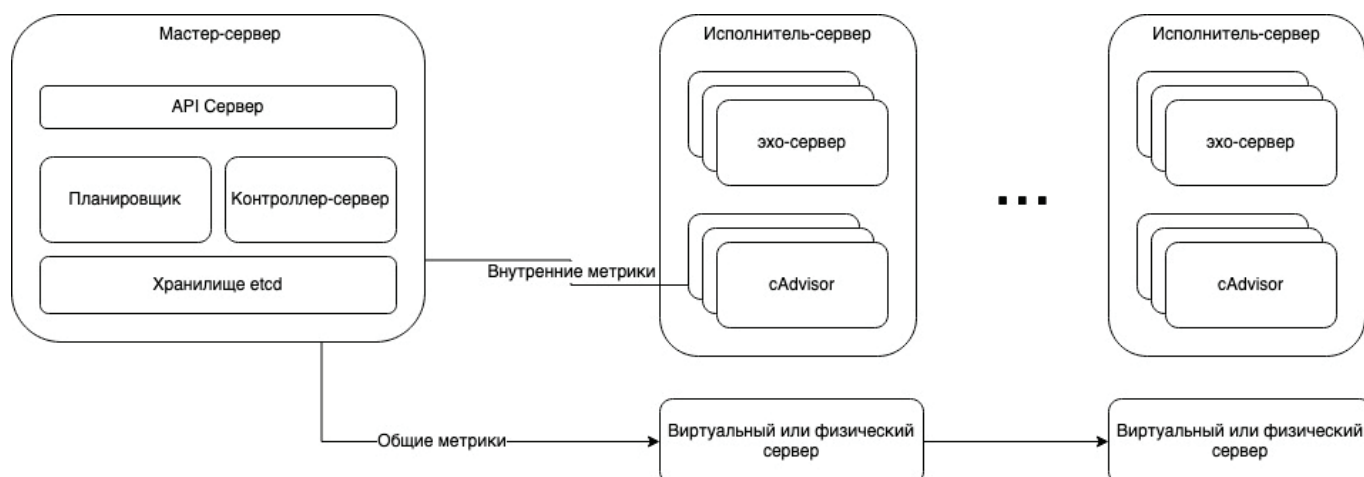 Мастер-сервер
API Сервер
Планировщик
Контроллер-сервер
Хранилище etcd
Внутренние метрики
Общие метрики
Исполнитель-сервер
эхо-сервер
cAdvisor
Виртуальный или физический
сервер
...
Исполнитель-сервер
эхо-сервер
cAdvisor
Виртуальный или физический
сервер